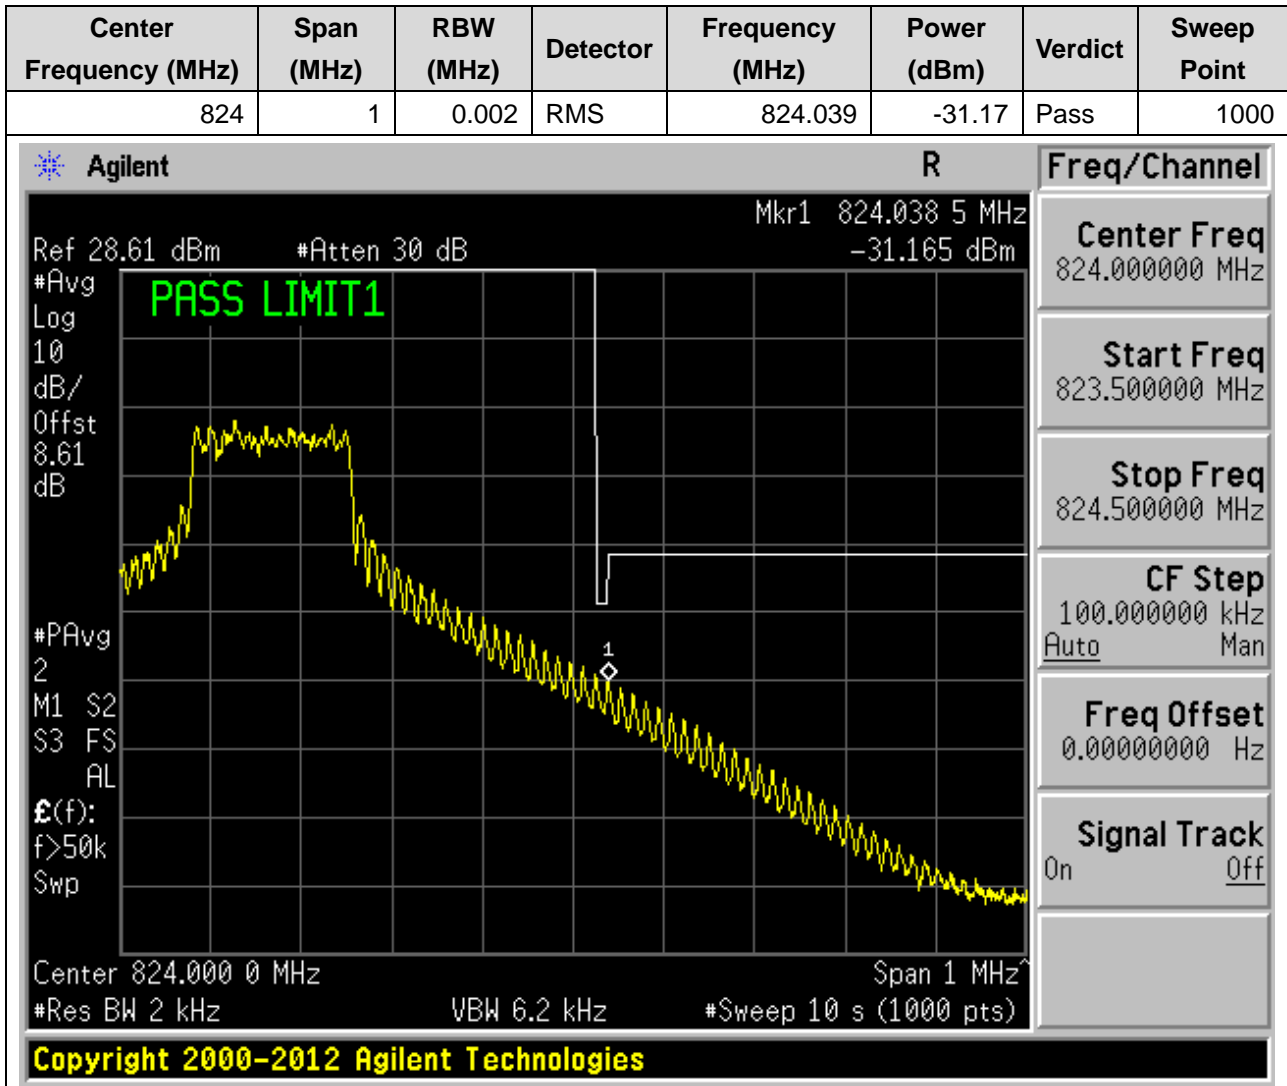 Center Frequency (MHz) Span (MHz) RBW (MHz) Detector Frequency (MHz) Power (dBm) Verdict Sweep Point
824 1 0.002 RMS 824.039 -31.17 Pass 1000
Agilent R Freq/Channel
Mkr1 824.038 5 MHz
Ref 28.61 dBm #Atten 30 dB -31.165 dBm
#Avg
Log
10
dB/
Offst
8.61
dB
PASS LIMIT1
1
#PAvg
2
M1 S2
S3 FS
AL
£(f):
f>50k
Swp
Center 824.000 0 MHz Span 1 MHz^
#Res BW 2 kHz VBW 6.2 kHz #Sweep 10 s (1000 pts)
Center Freq
824.000000 MHz
Start Freq
823.500000 MHz
Stop Freq
824.500000 MHz
CF Step
100.000000 kHz
Auto Man
Freq Offset
0.00000000 Hz
Signal Track
On Off
Copyright 2000-2012 Agilent Technologies